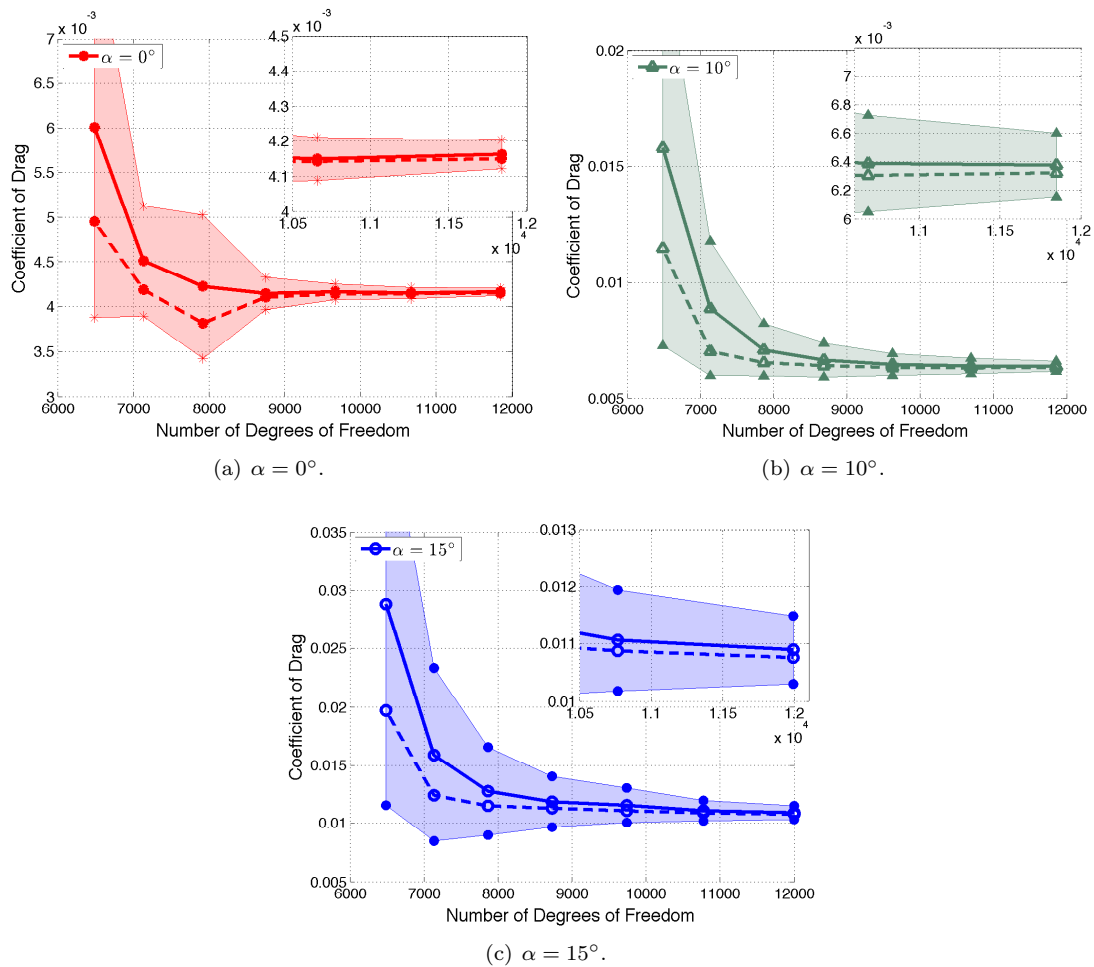 x 10⁻³
7
6.5
6
5.5
5
4.5
4
3.5
3
6000 7000 8000 9000 10000 11000 12000
Coefficient of Drag
Number of Degrees of Freedom
α = 0°
x 10⁻³
4.5
4.4
4.3
4.2
4.1
4
1.05 1.1 1.15 1.2
x 10⁴
(a) α = 0°.
0.02
0.015
0.01
0.005
6000 7000 8000 9000 10000 11000 12000
Coefficient of Drag
Number of Degrees of Freedom
α = 10°
x 10⁻³
7
6.8
6.6
6.4
6.2
6
1.1 1.15 1.2
x 10⁴
(b) α = 10°.
0.035
0.03
0.025
0.02
0.015
0.01
0.005
6000 7000 8000 9000 10000 11000 12000
Coefficient of Drag
Number of Degrees of Freedom
α = 15°
0.013
0.012
0.011
0.01
1.05 1.1 1.15 1.2
x 10⁴
(c) α = 15°.